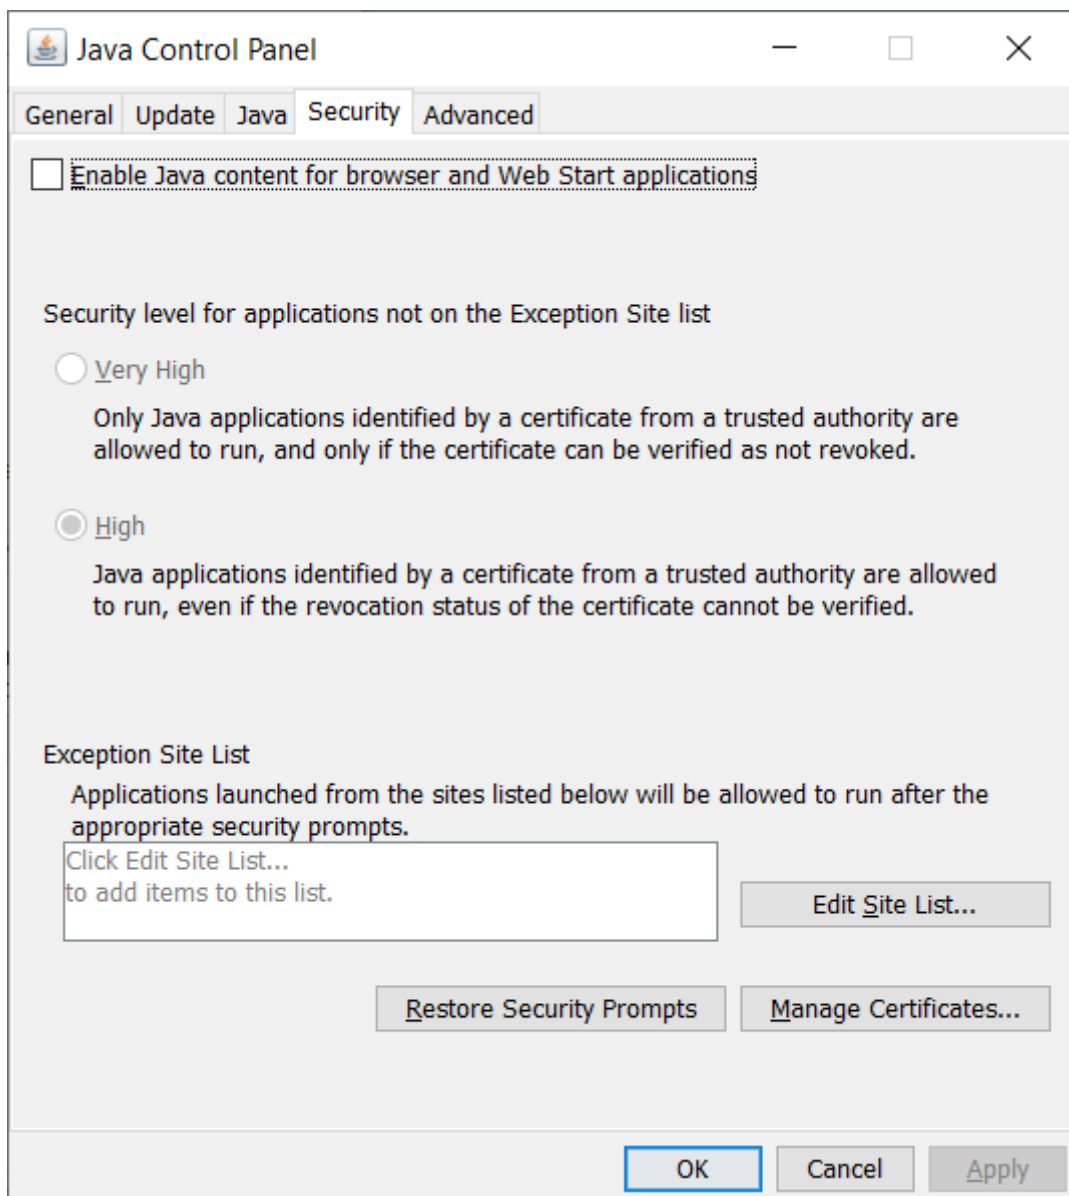 Java Control Panel
General Update Java Security Advanced
Enable Java content for browser and Web Start applications
Security level for applications not on the Exception Site list
Very High
Only Java applications identified by a certificate from a trusted authority are
allowed to run, and only if the certificate can be verified as not revoked.
High
Java applications identified by a certificate from a trusted authority are allowed
to run, even if the revocation status of the certificate cannot be verified.
Exception Site List
Applications launched from the sites listed below will be allowed to run after the
appropriate security prompts.
Click Edit Site List...
to add items to this list.
Edit Site List...
Restore Security Prompts Manage Certificates...
OK Cancel Apply